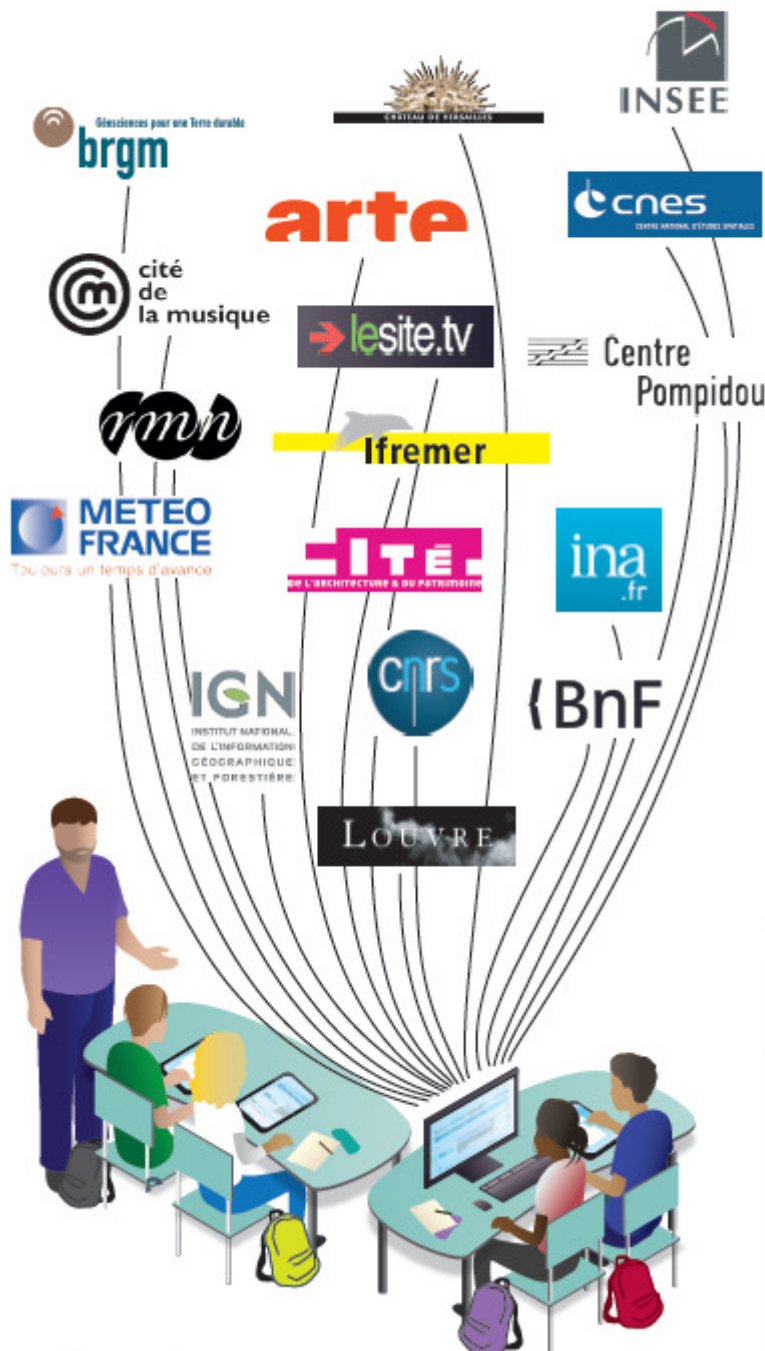 INSEE
CHÂTEAU DE VERSAILLES
Géosciences pour une Terre durable
brgm
arte
cnes
CENTRE NATIONAL D'ÉTUDES SPATIALES
cité
de
la musique
lesite.tv
Centre
Pompidou
rmn
Ifremer
METEO
FRANCE
Toujours un temps d'avance
CITÉ
DE L'ARCHITECTURE & DU PATRIMOINE
ina
.fr
cnrs
IGN
INSTITUT NATIONAL
DE L'INFORMATION
GÉOGRAPHIQUE
ET FORESTIÈRE
{BnF
LOUVRE